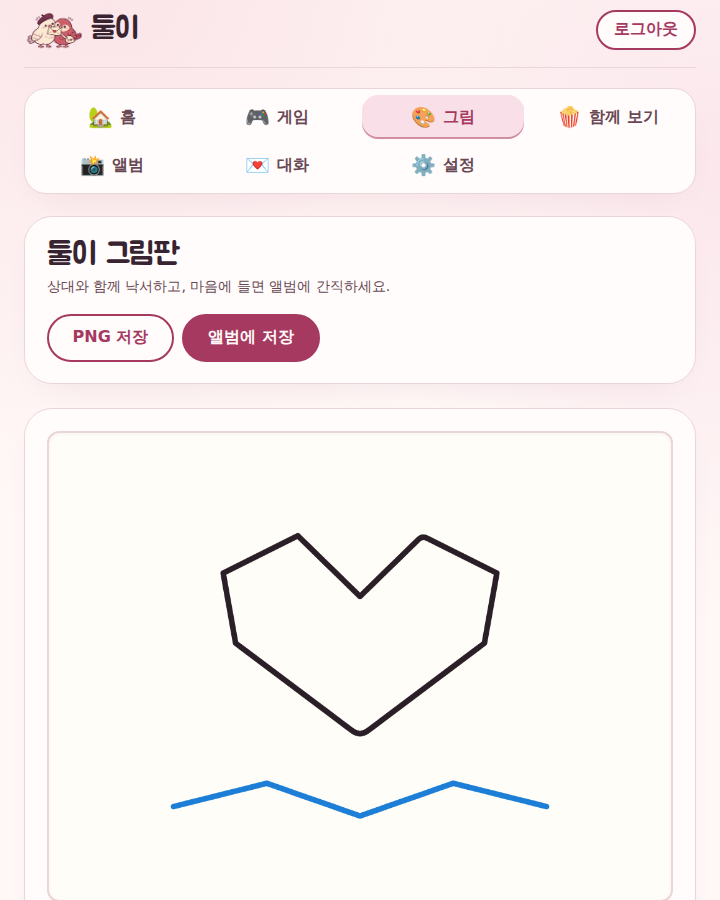 둘이
로그아웃
홈
게임
그림
함께 보기
앨범
대화
설정
둘이 그림판
상대와 함께 낙서하고, 마음에 들면 앨범에 간직하세요.
PNG 저장
앨범에 저장